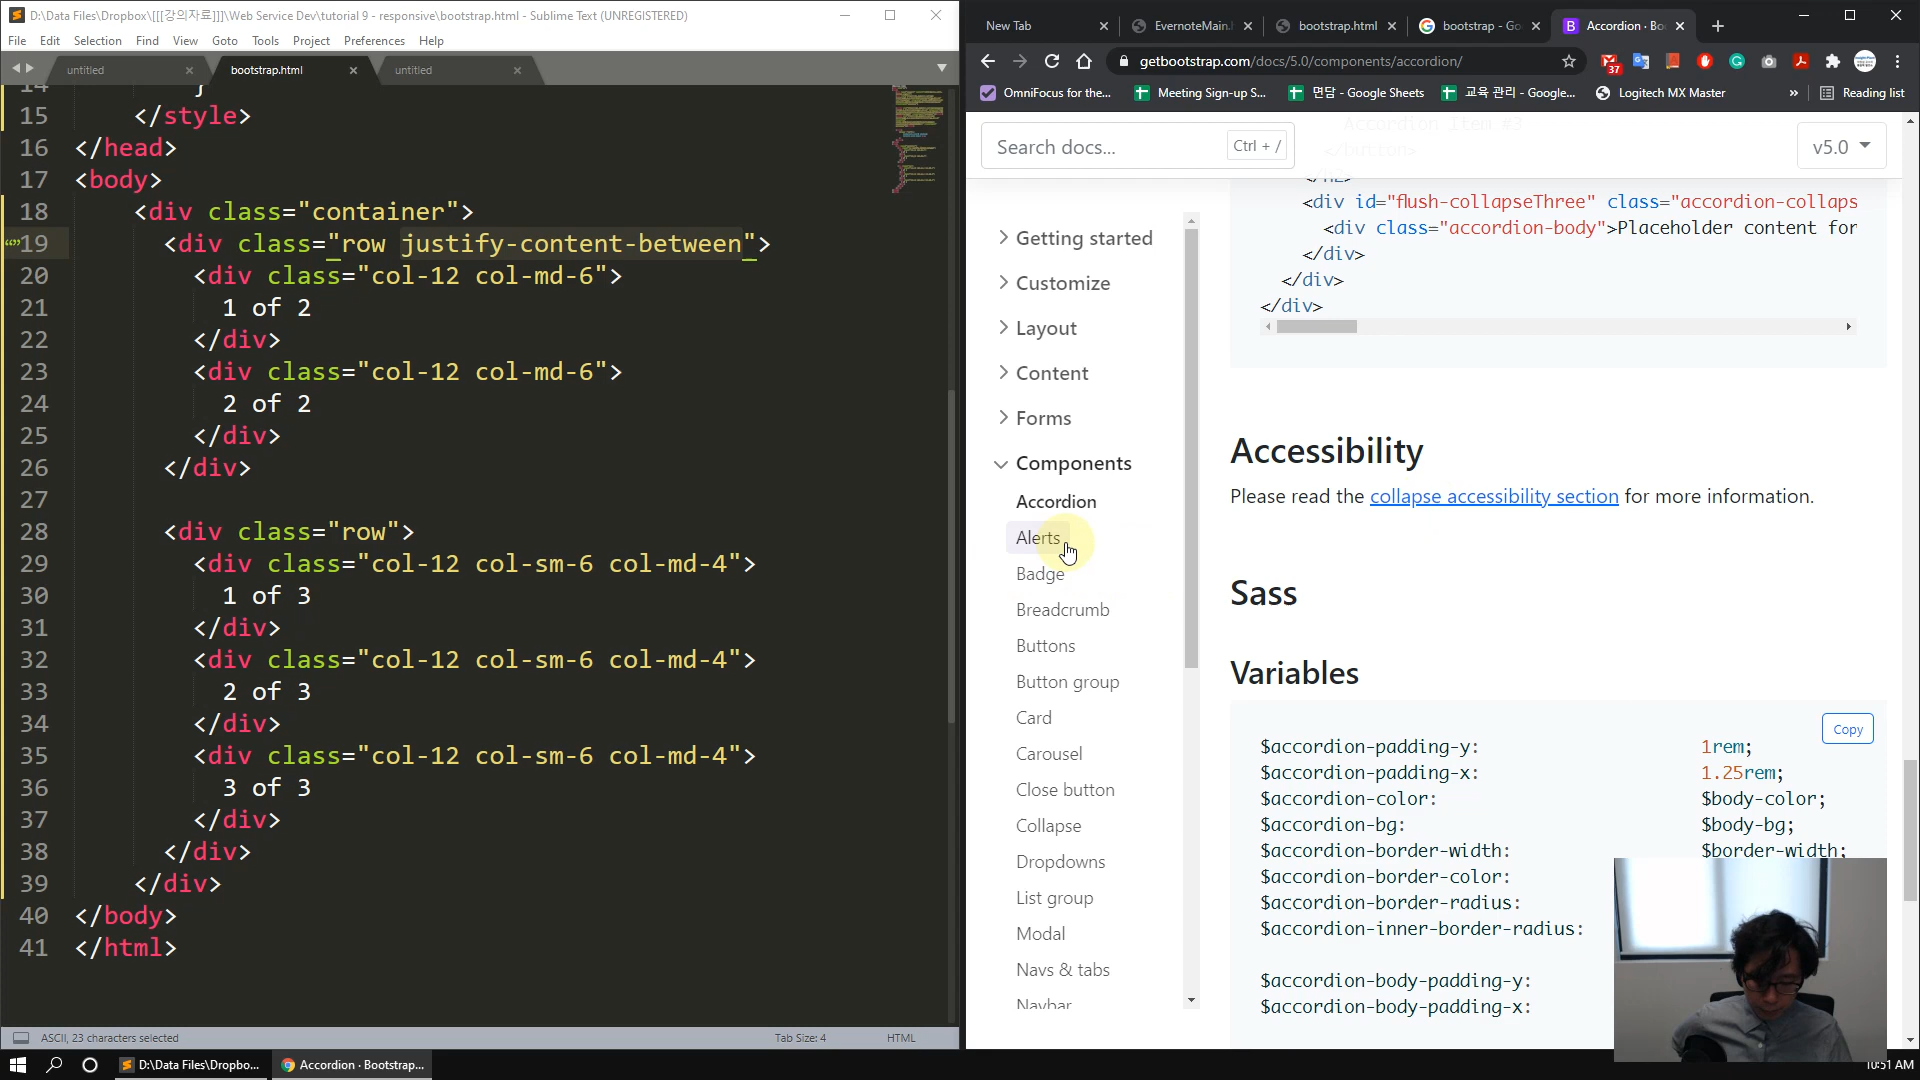 D:\Data Files\Dropbox\[[[강의자료]]]\Web Service Dev\tutorial 9 - responsive\bootstrap.html - Sublime Text (UNREGISTERED)
File Edit Selection Find View Goto Tools Project Preferences Help
untitled
bootstrap.html
untitled
14 }
15 </style>
16 </head>
17 <body>
18 <div class="container">
19 <div class="row justify-content-between">
20 <div class="col-12 col-md-6">
21 1 of 2
22 </div>
23 <div class="col-12 col-md-6">
24 2 of 2
25 </div>
26 </div>
27
28 <div class="row">
29 <div class="col-12 col-sm-6 col-md-4">
30 1 of 3
31 </div>
32 <div class="col-12 col-sm-6 col-md-4">
33 2 of 3
34 </div>
35 <div class="col-12 col-sm-6 col-md-4">
36 3 of 3
37 </div>
38 </div>
39 </div>
40 </body>
41 </html>
ASCII, 23 characters selected
Tab Size: 4
HTML
New Tab
EvernoteMain.
bootstrap.html
bootstrap - Go
Accordion · Bo
getbootstrap.com/docs/5.0/components/accordion/
37
OmniFocus for the...
Meeting Sign-up S...
면담 - Google Sheets
교육 관리 - Google...
Logitech MX Master
Reading list
Search docs...
Ctrl + /
v5.0
Accordion Item #3
</button>
</h2>
<div id="flush-collapseThree" class="accordion-collaps
<div class="accordion-body">Placeholder content for
</div>
</div>
</div>
Getting started
Customize
Layout
Content
Forms
Components
Accordion
Alerts
Badge
Breadcrumb
Buttons
Button group
Card
Carousel
Close button
Collapse
Dropdowns
List group
Modal
Navs & tabs
Navbar
Accessibility
Please read the collapse accessibility section for more information.
Sass
Variables
Copy
$accordion-padding-y: 1rem;
$accordion-padding-x: 1.25rem;
$accordion-color: $body-color;
$accordion-bg: $body-bg;
$accordion-border-width: $border-width;
$accordion-border-color:
$accordion-border-radius:
$accordion-inner-border-radius:
$accordion-body-padding-y:
$accordion-body-padding-x:
D:\Data Files\Dropbo...
Accordion · Bootstrap...
10:51 AM